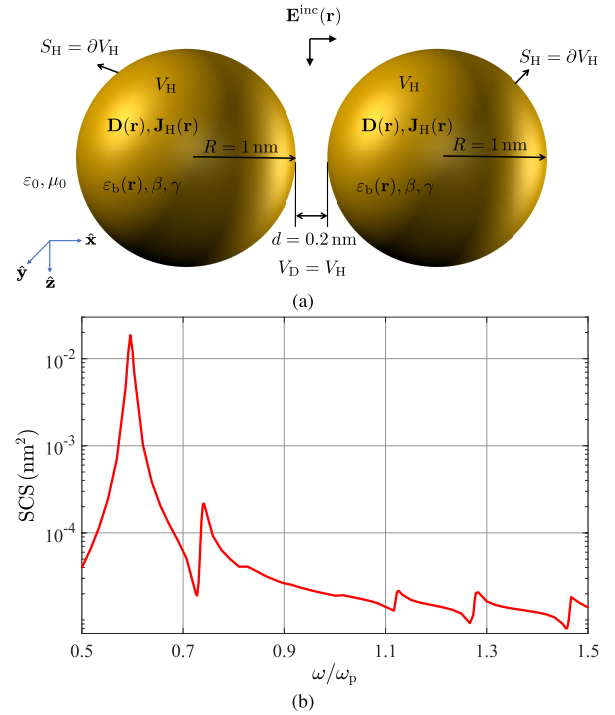 E^inc(r)
S_H = ∂V_H
S_H = ∂V_H
V_H
V_H
D(r), J_H(r)
D(r), J_H(r)
R = 1 nm
R = 1 nm
ε_0, μ_0
ε_b(r), β, γ
ε_b(r), β, γ
x̂
ŷ
ẑ
d = 0.2 nm
V_D = V_H
(a)
SCS (nm²)
10⁻²
10⁻³
10⁻⁴
0.5 0.7 0.9 1.1 1.3 1.5
ω/ω_p
(b)